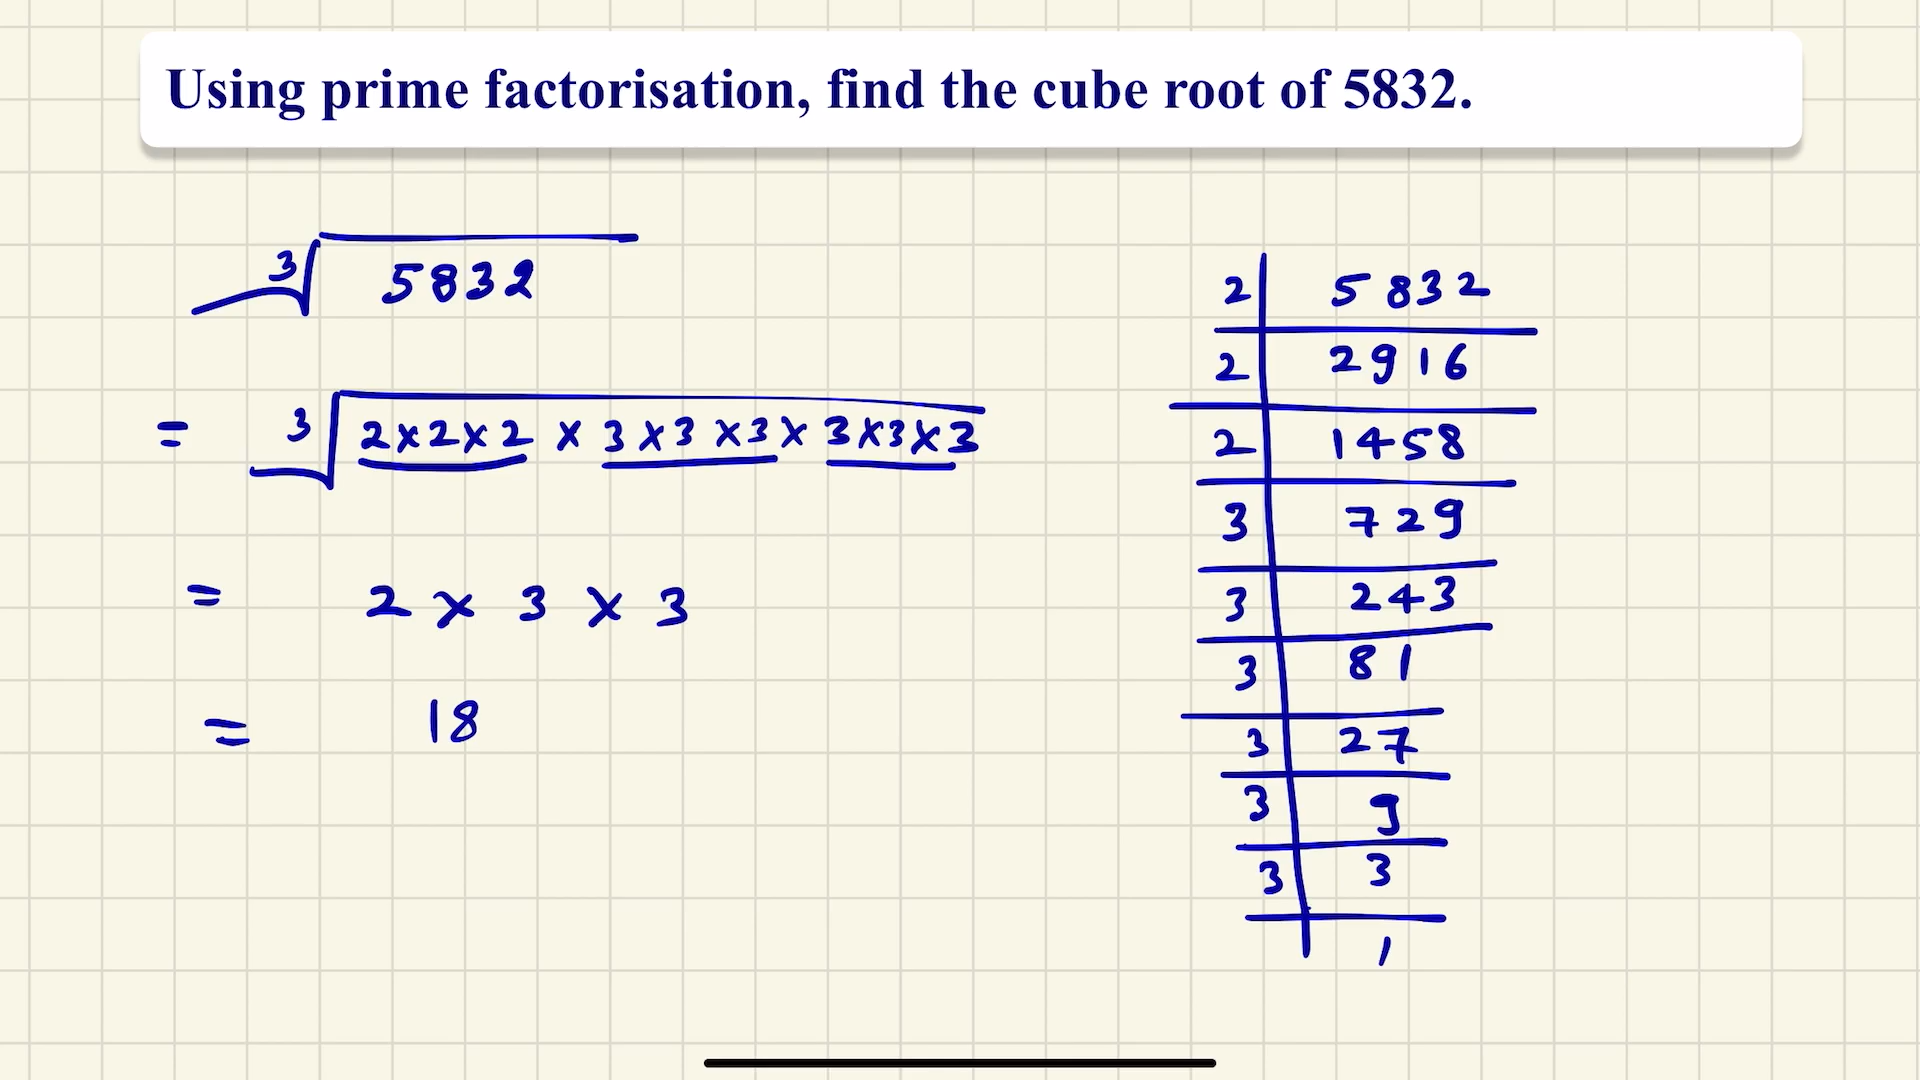 Using prime factorisation, find the cube root of 5832.
∛5832
= ∛2×2×2 × 3×3×3 × 3×3×3
= 2 × 3 × 3
= 18
2 | 5832
2 | 2916
2 | 1458
3 | 729
3 | 243
3 | 81
3 | 27
3 | 9
3 | 3
| 1